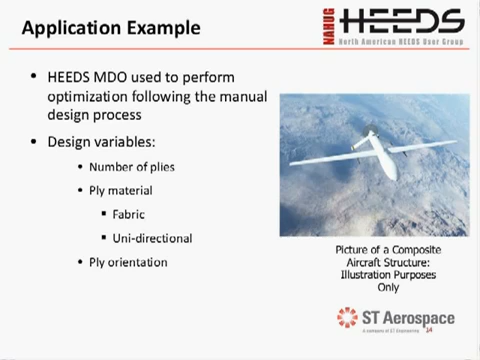 Application Example
NAHUG
HEEDS
North American HEEDS User Group
• HEEDS MDO used to perform
optimization following the manual
design process
• Design variables:
• Number of plies
• Ply material
▪ Fabric
▪ Uni-directional
• Ply orientation
Picture of a Composite
Aircraft Structure:
Illustration Purposes
Only
ST Aerospace
A company of ST Engineering
14